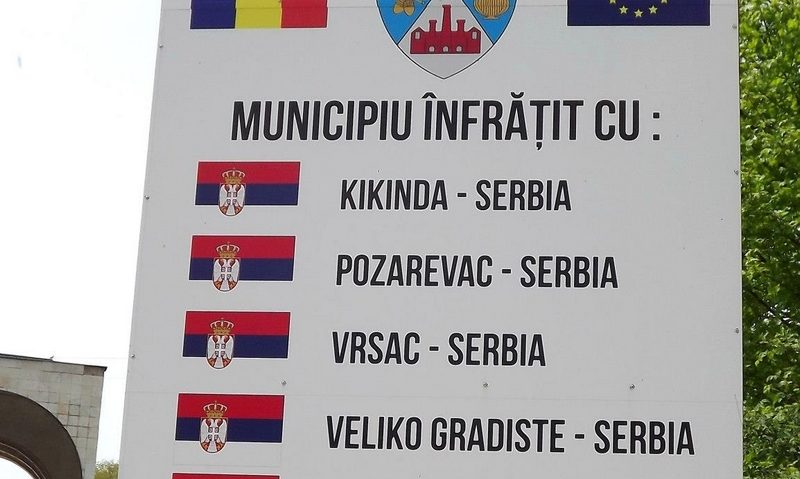 MUNICIPIU ÎNFRĂȚIT CU :
KIKINDA - SERBIA
POZAREVAC - SERBIA
VRSAC - SERBIA
VELIKO GRADISTE - SERBIA